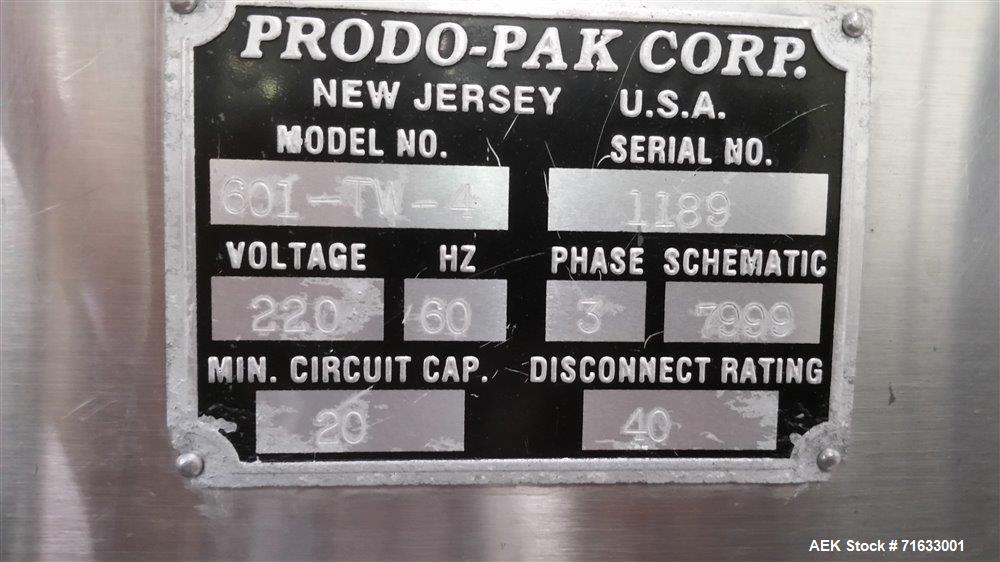 PRODO-PAK CORP.
NEW JERSEY U.S.A.
MODEL NO. SERIAL NO.
601-TW-4 1189
VOLTAGE HZ PHASE SCHEMATIC
220 60 3 7999
MIN. CIRCUIT CAP. DISCONNECT RATING
20 40
AEK Stock # 71633001